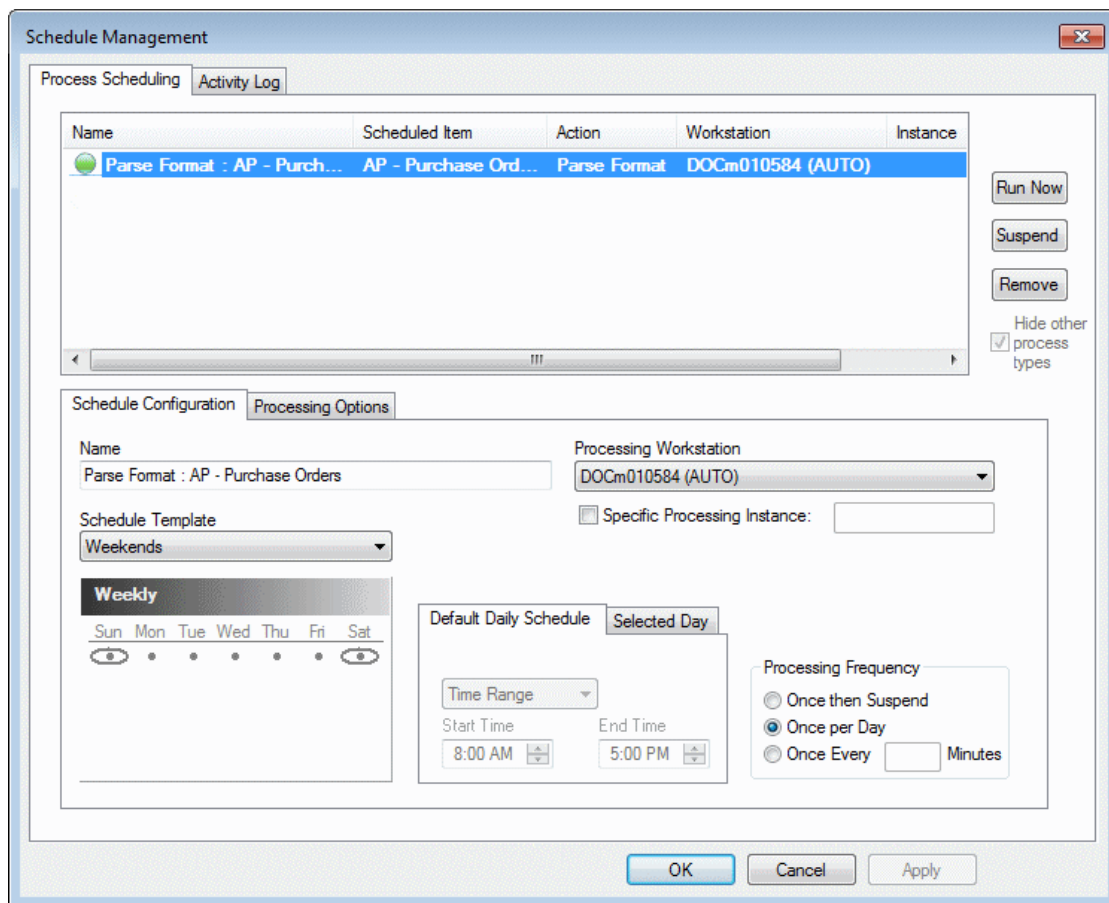 Schedule Management
Process Scheduling Activity Log
Name Scheduled Item Action Workstation Instance
Parse Format : AP - Purch... AP - Purchase Ord... Parse Format DOCm010584 (AUTO)
Run Now
Suspend
Remove
Hide other
process
types
Schedule Configuration Processing Options
Name Processing Workstation
Parse Format : AP - Purchase Orders DOCm010584 (AUTO)
Schedule Template Specific Processing Instance:
Weekends
Weekly
Sun Mon Tue Wed Thu Fri Sat
Default Daily Schedule Selected Day
Time Range
Start Time End Time
8:00 AM 5:00 PM
Processing Frequency
Once then Suspend
Once per Day
Once Every Minutes
OK Cancel Apply